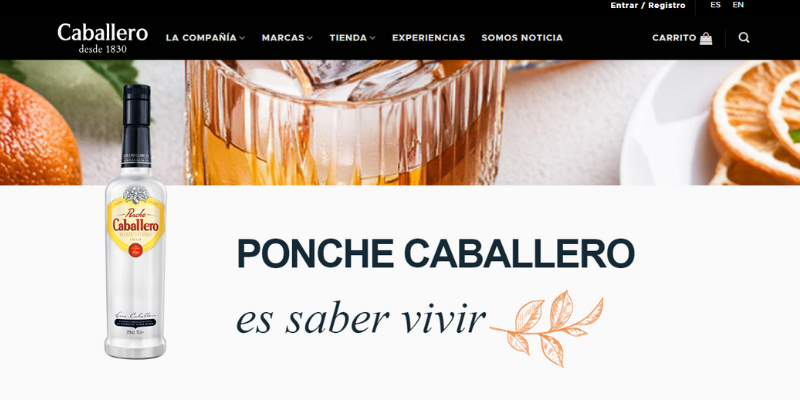 Entrar / Registro
ES EN
Caballero
desde 1830
LA COMPAÑÍA MARCAS TIENDA EXPERIENCIAS SOMOS NOTICIA CARRITO
Ponche
Caballero
PONCHE CABALLERO
es saber vivir